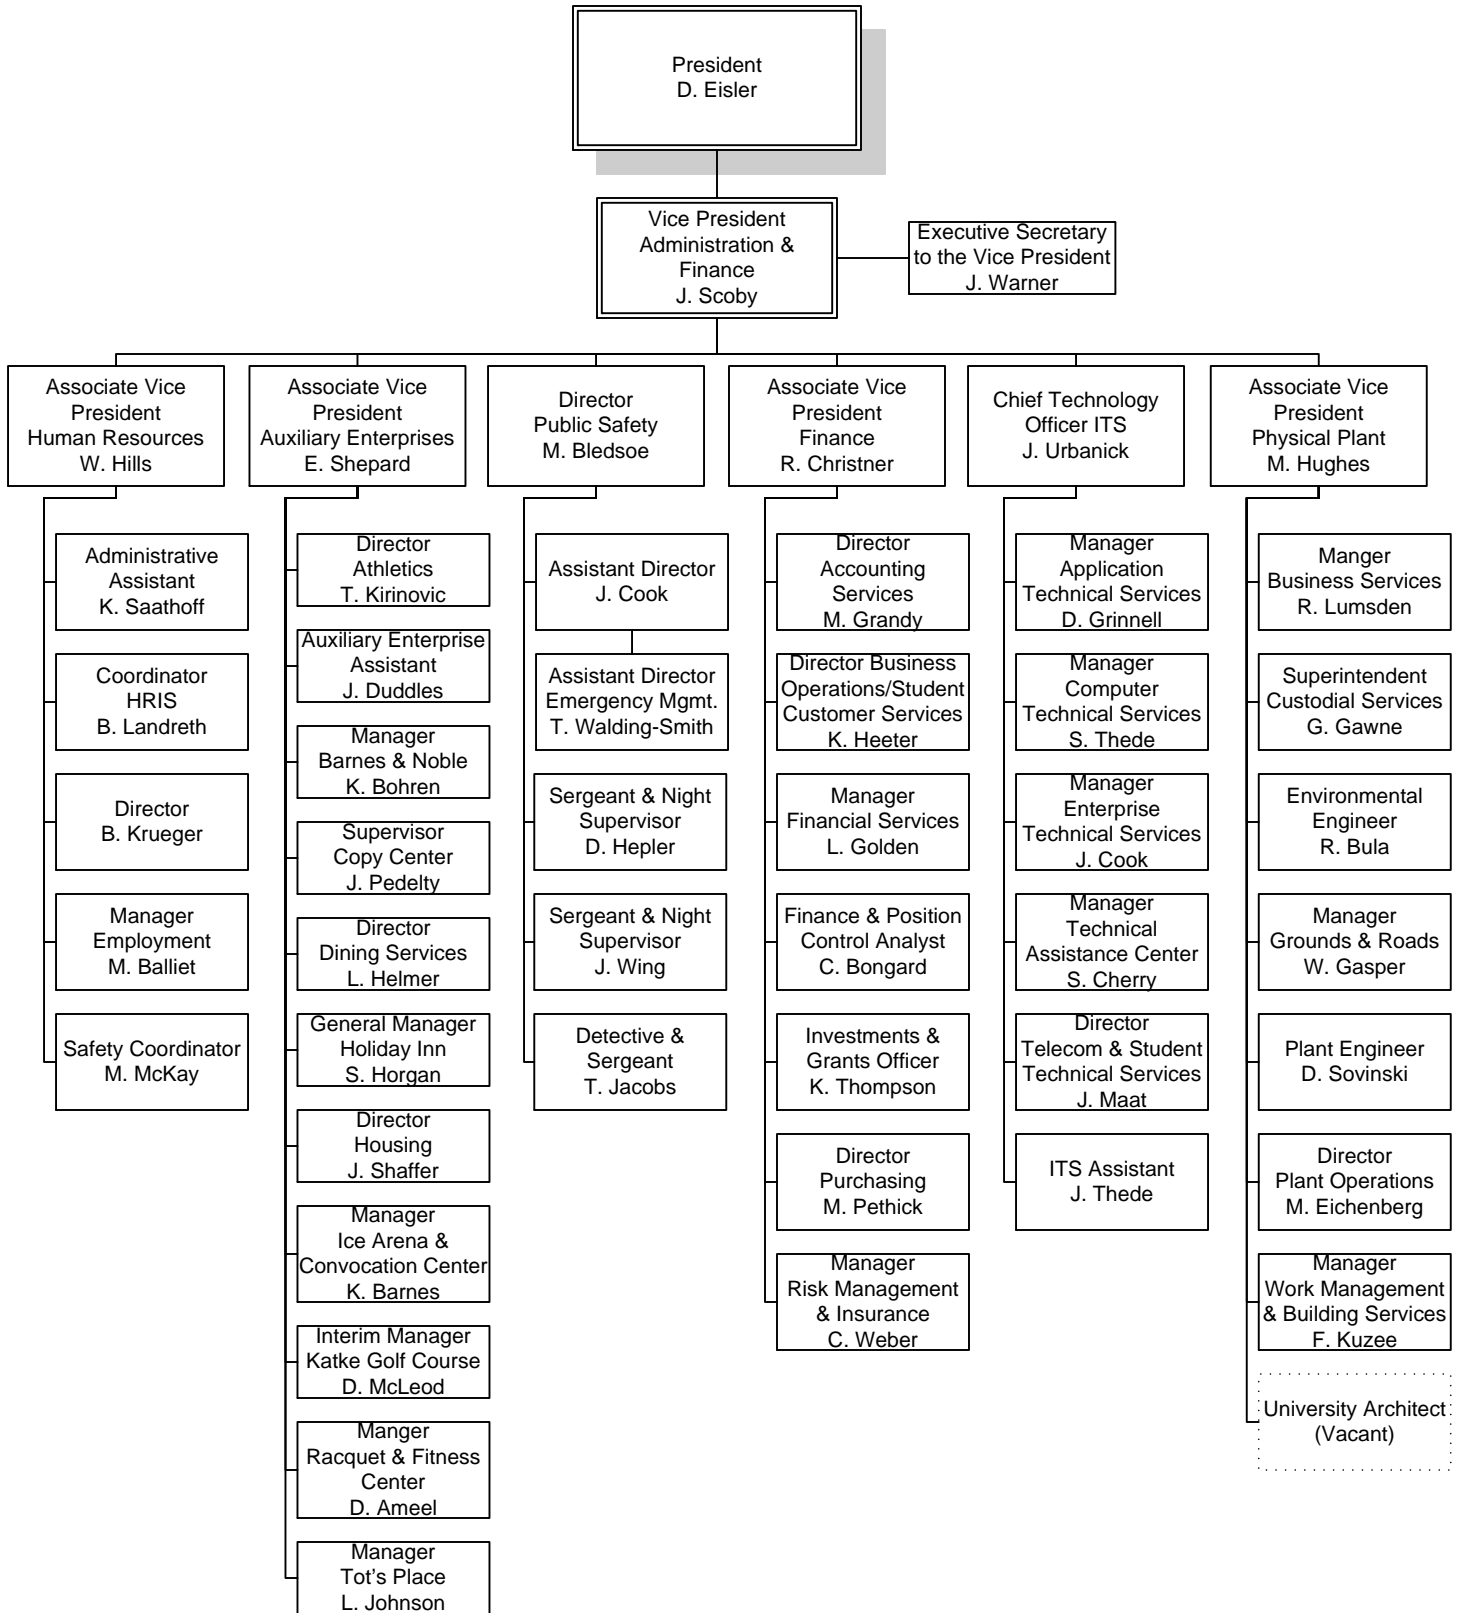 President
D. Eisler
Vice President
Administration &
Finance
J. Scoby
Executive Secretary
to the Vice President
J. Warner
Associate Vice
President
Human Resources
W. Hills
Associate Vice
President
Auxiliary Enterprises
E. Shepard
Director
Public Safety
M. Bledsoe
Associate Vice
President
Finance
R. Christner
Chief Technology
Officer ITS
J. Urbanick
Associate Vice
President
Physical Plant
M. Hughes
Administrative
Assistant
K. Saathoff
Coordinator
HRIS
B. Landreth
Director
B. Krueger
Manager
Employment
M. Balliet
Safety Coordinator
M. McKay
Director
Athletics
T. Kirinovic
Auxiliary Enterprise
Assistant
J. Duddles
Manager
Barnes & Noble
K. Bohren
Supervisor
Copy Center
J. Pedelty
Director
Dining Services
L. Helmer
General Manager
Holiday Inn
S. Horgan
Director
Housing
J. Shaffer
Manager
Ice Arena &
Convocation Center
K. Barnes
Interim Manager
Katke Golf Course
D. McLeod
Manger
Racquet & Fitness
Center
D. Ameel
Manager
Tot's Place
L. Johnson
Assistant Director
J. Cook
Assistant Director
Emergency Mgmt.
T. Walding-Smith
Sergeant & Night
Supervisor
D. Hepler
Sergeant & Night
Supervisor
J. Wing
Detective &
Sergeant
T. Jacobs
Director
Accounting
Services
M. Grandy
Director Business
Operations/Student
Customer Services
K. Heeter
Manager
Financial Services
L. Golden
Finance & Position
Control Analyst
C. Bongard
Investments &
Grants Officer
K. Thompson
Director
Purchasing
M. Pethick
Manager
Risk Management
& Insurance
C. Weber
Manager
Application
Technical Services
D. Grinnell
Manager
Computer
Technical Services
S. Thede
Manager
Enterprise
Technical Services
J. Cook
Manager
Technical
Assistance Center
S. Cherry
Director
Telecom & Student
Technical Services
J. Maat
ITS Assistant
J. Thede
Manger
Business Services
R. Lumsden
Superintendent
Custodial Services
G. Gawne
Environmental
Engineer
R. Bula
Manager
Grounds & Roads
W. Gasper
Plant Engineer
D. Sovinski
Director
Plant Operations
M. Eichenberg
Manager
Work Management
& Building Services
F. Kuzee
University Architect
(Vacant)